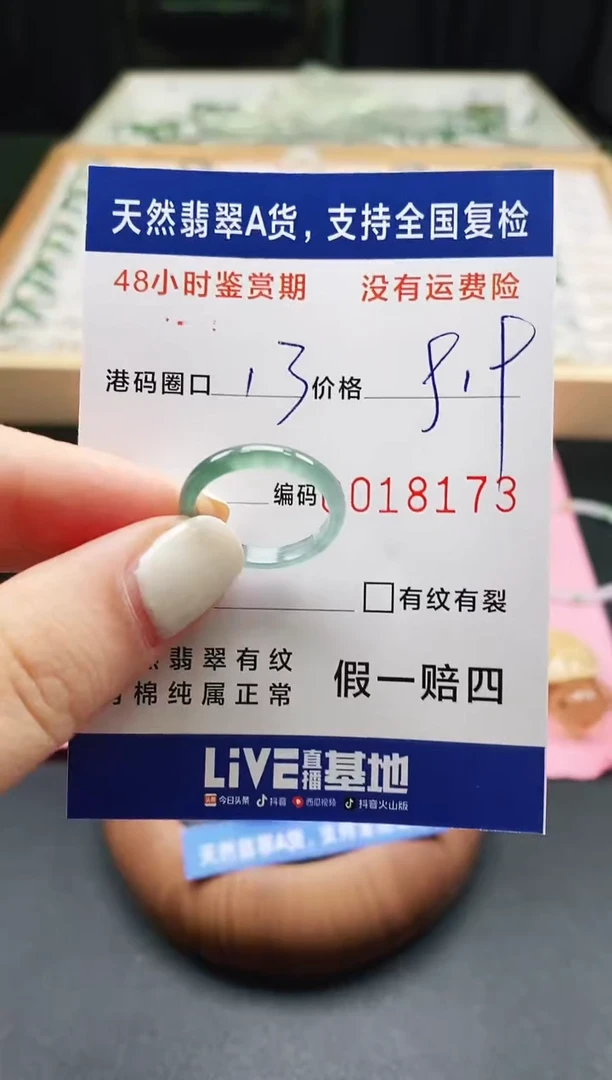 天然翡翠A货，支持全国复检
48小时鉴赏期 没有运费险
港码圈口 13 价格
编码 018173
□有纹有裂
翡翠有纹
棉纯属正常 假一赔四
LiVE直播基地
头条 今日头条 抖音 西瓜视频 抖音火山版
天然翡翠A货，支持